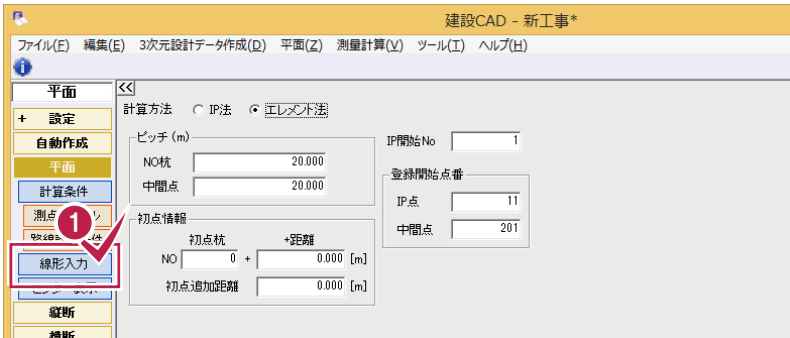 建設CAD - 新工事*
ファイル(F) 編集(E) 3次元設計データ作成(D) 平面(Z) 測量計算(V) ツール(T) ヘルプ(H)
平面
<<
計算方法 IP法 エレメント法
+ 設定
自動作成
平面
計算条件
測点
線形入力
縦断
横断
ピッチ (m)
NO杭 20.000
中間点 20.000
初点情報
初点杭 +距離
NO 0 + 0.000 [m]
初点追加距離 0.000 [m]
IP開始No 1
登録開始点番
IP点 11
中間点 201
1